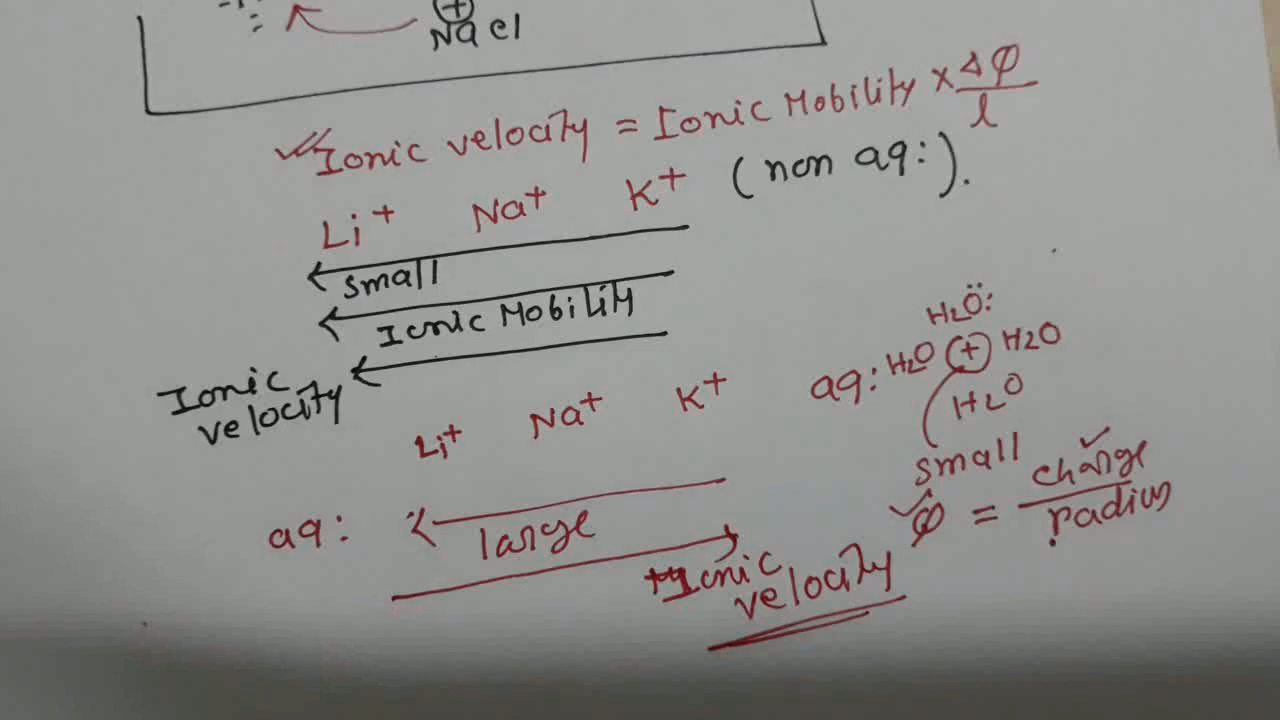 NaCl
Ionic velocity = Ionic Mobility × Δφ/l
Li+ Na+ K+ (non aq:).
small
Ionic Mobility
Ionic
velocity
Li+ Na+ K+
aq: H2O + H2O
H2O:
H2O
small
φ = charge/radius
aq: large
Ionic
velocity